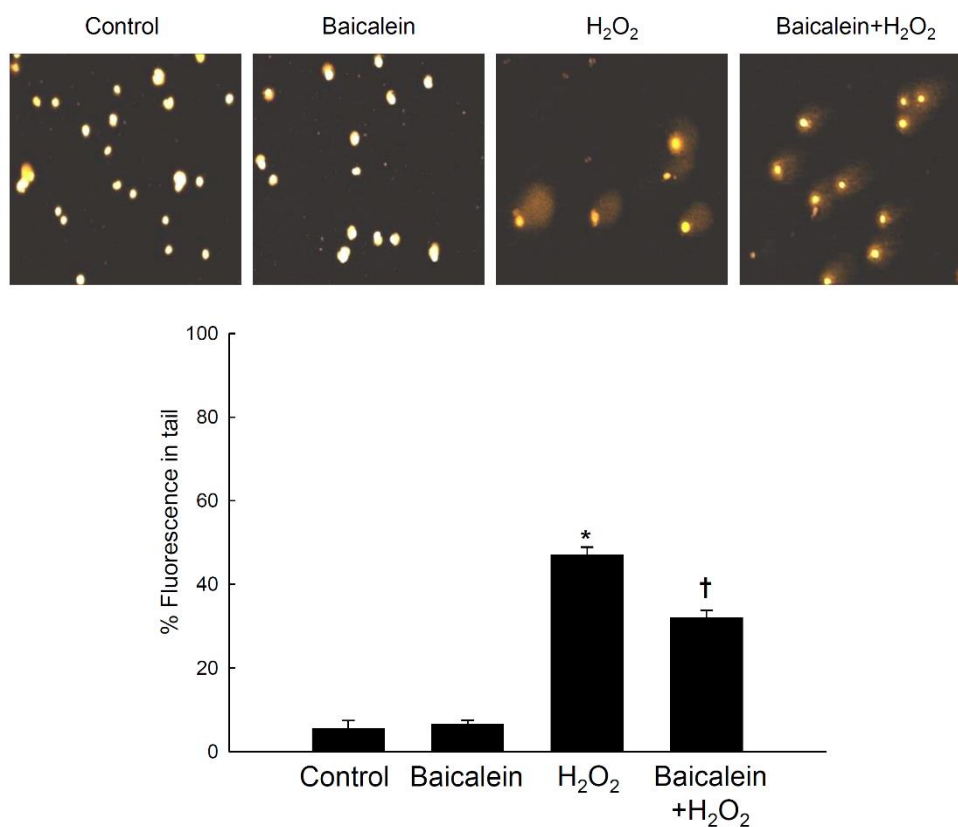 Control
Baicalein
H₂O₂
Baicalein+H₂O₂
% Fluorescence in tail
100
80
60
40
20
0
*
†
Control
Baicalein
H₂O₂
Baicalein
+H₂O₂